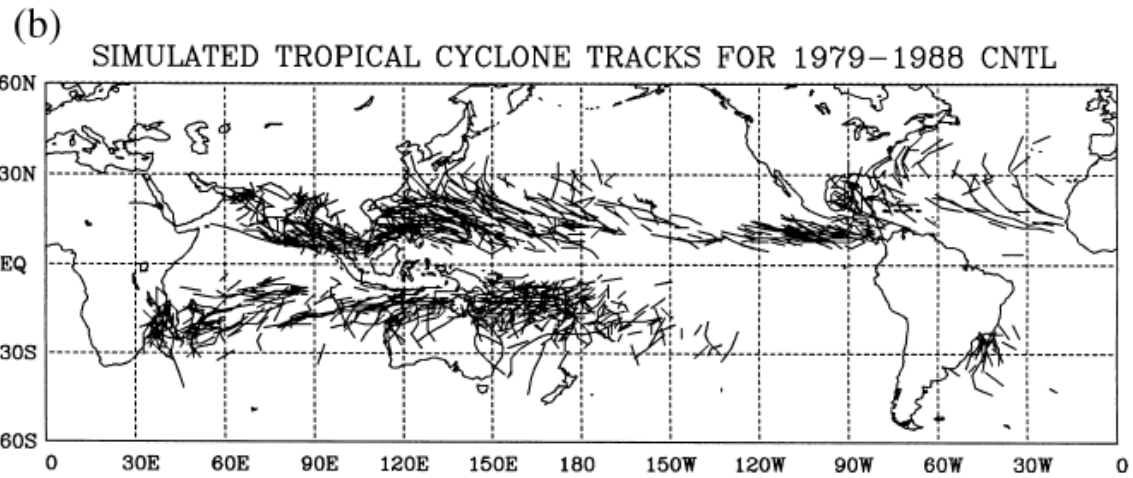 (b)
SIMULATED TROPICAL CYCLONE TRACKS FOR 1979-1988 CNTL
60N
30N
EQ
30S
60S
0 30E 60E 90E 120E 150E 180 150W 120W 90W 60W 30W 0